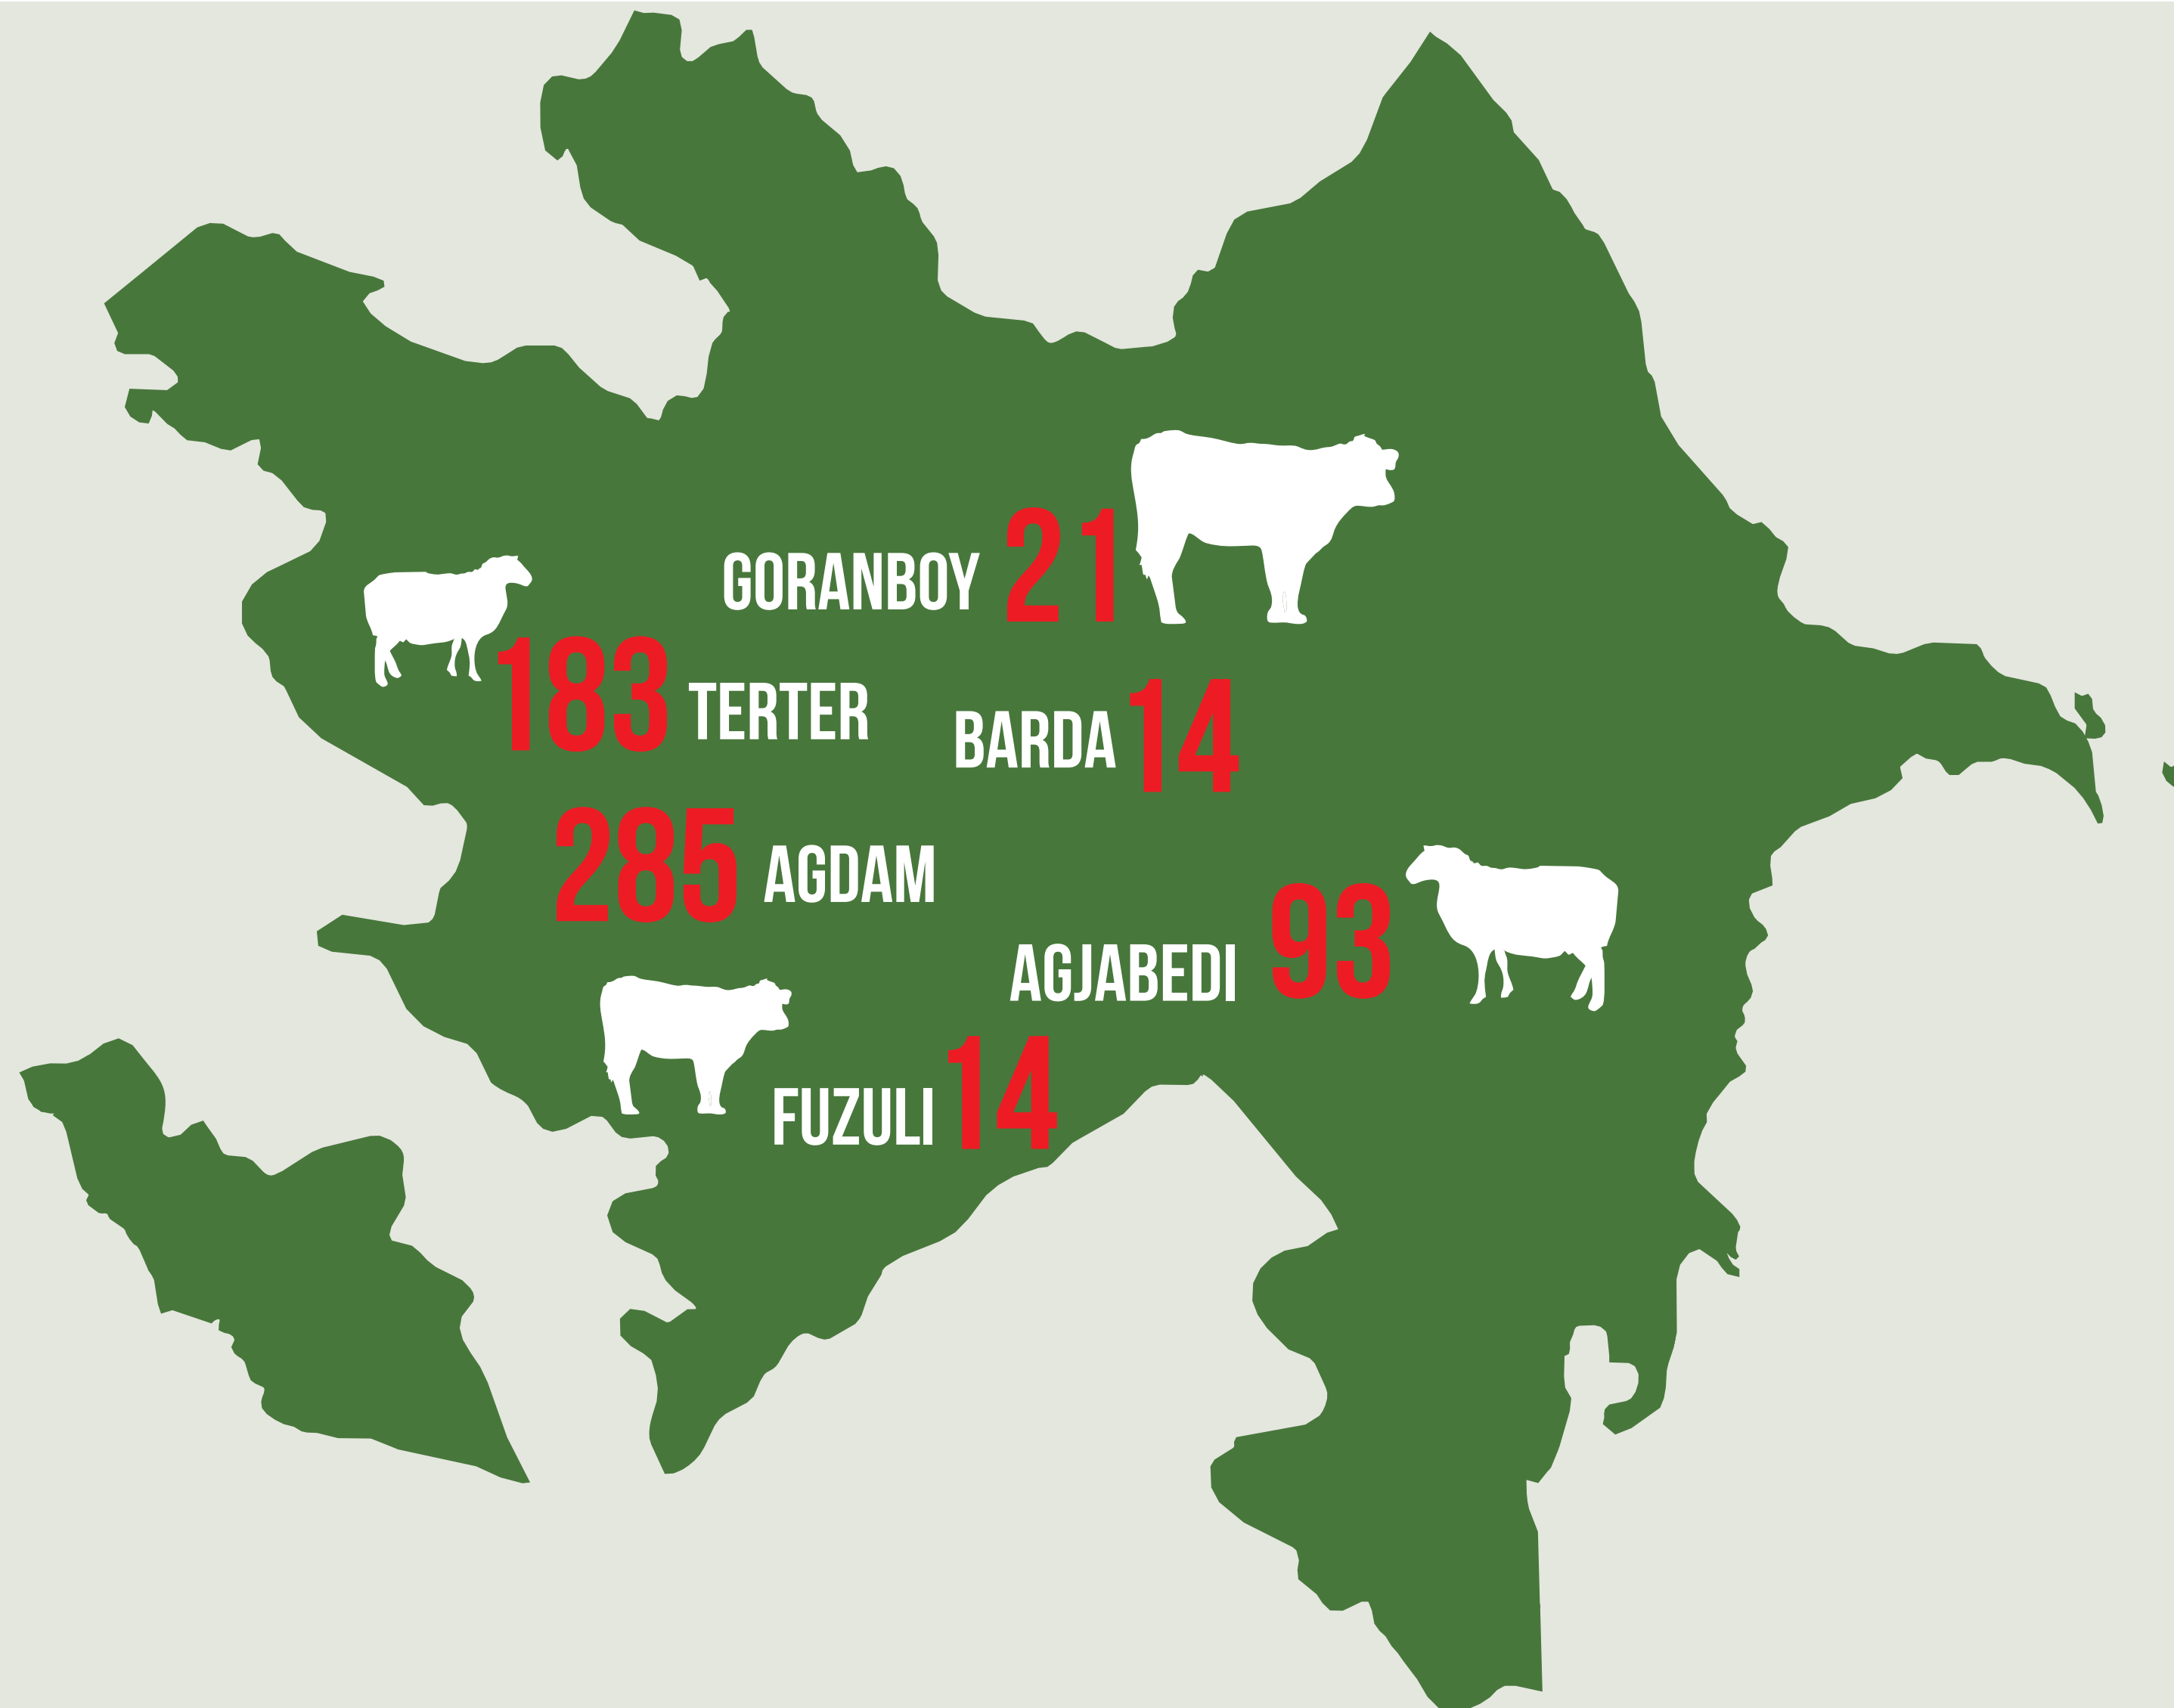 GORANBOY 21
183 TERTER
BARDA 14
285 AGDAM
AGJABEDI 93
FUZULI 14